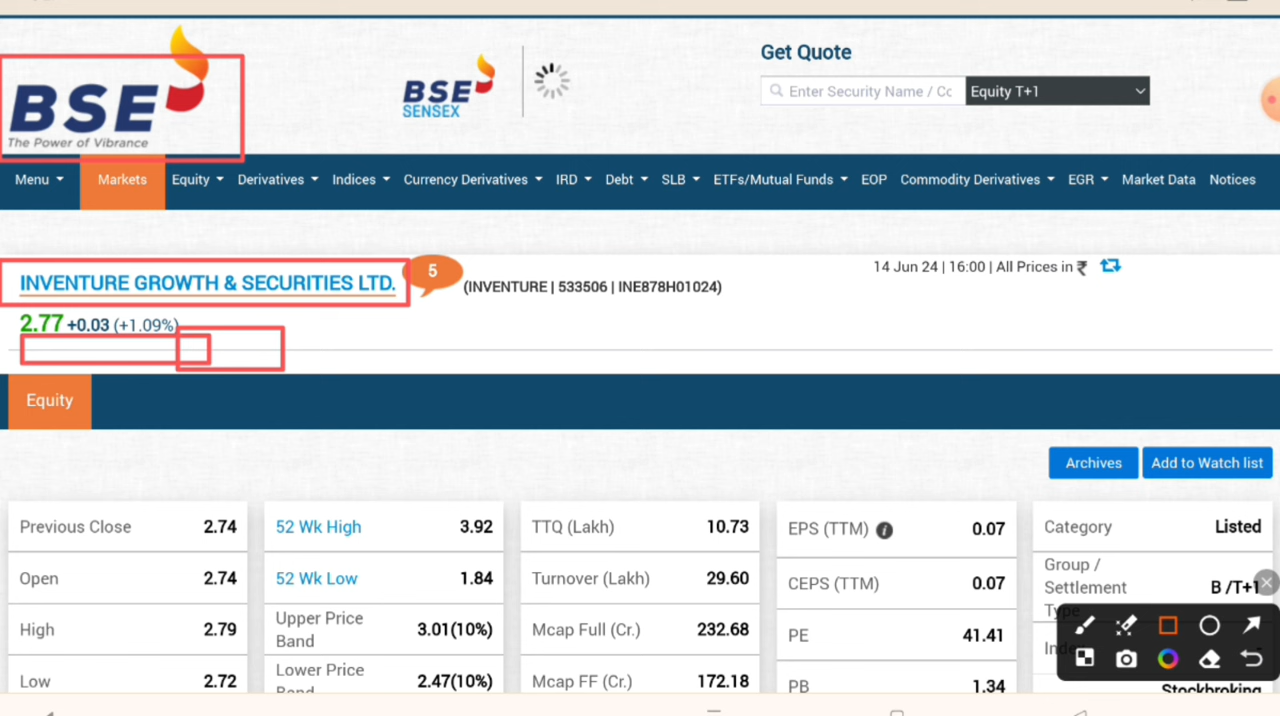 BSE
The Power of Vibrance
BSE
SENSEX
Get Quote
Enter Security Name / Cc
Equity T+1
Menu
Markets
Equity
Derivatives
Indices
Currency Derivatives
IRD
Debt
SLB
ETFs/Mutual Funds
EOP
Commodity Derivatives
EGR
Market Data
Notices
INVENTURE GROWTH & SECURITIES LTD.
5
(INVENTURE | 533506 | INE878H01024)
14 Jun 24 | 16:00 | All Prices in ₹
2.77 +0.03 (+1.09%)
Equity
Archives
Add to Watch list
Previous Close 2.74
Open 2.74
High 2.79
Low 2.72
52 Wk High 3.92
52 Wk Low 1.84
Upper Price
Band 3.01(10%)
Lower Price
Band 2.47(10%)
TTQ (Lakh) 10.73
Turnover (Lakh) 29.60
Mcap Full (Cr.) 232.68
Mcap FF (Cr.) 172.18
EPS (TTM) 0.07
CEPS (TTM) 0.07
PE 41.41
PB 1.34
Category Listed
Group /
Settlement
Type B /T+1
Stockbroking